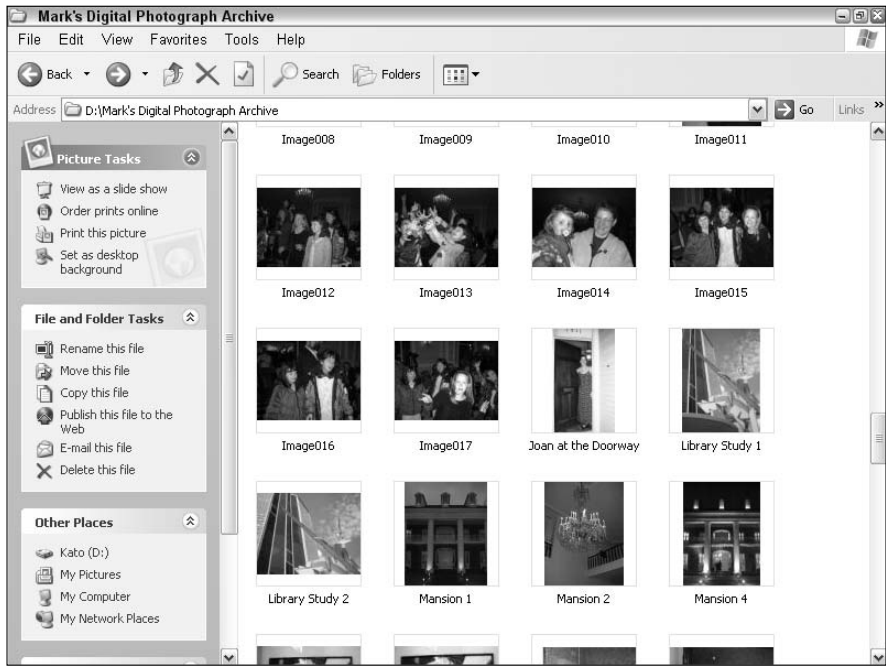 Mark's Digital Photograph Archive
File Edit View Favorites Tools Help
Back Search Folders
Address D:\Mark's Digital Photograph Archive Go Links »
Picture Tasks
View as a slide show
Order prints online
Print this picture
Set as desktop
background
File and Folder Tasks
Rename this file
Move this file
Copy this file
Publish this file to the
Web
E-mail this file
Delete this file
Other Places
Kato (D:)
My Pictures
My Computer
My Network Places
Image008 Image009 Image010 Image011
Image012 Image013 Image014 Image015
Image016 Image017 Joan at the Doorway Library Study 1
Library Study 2 Mansion 1 Mansion 2 Mansion 4